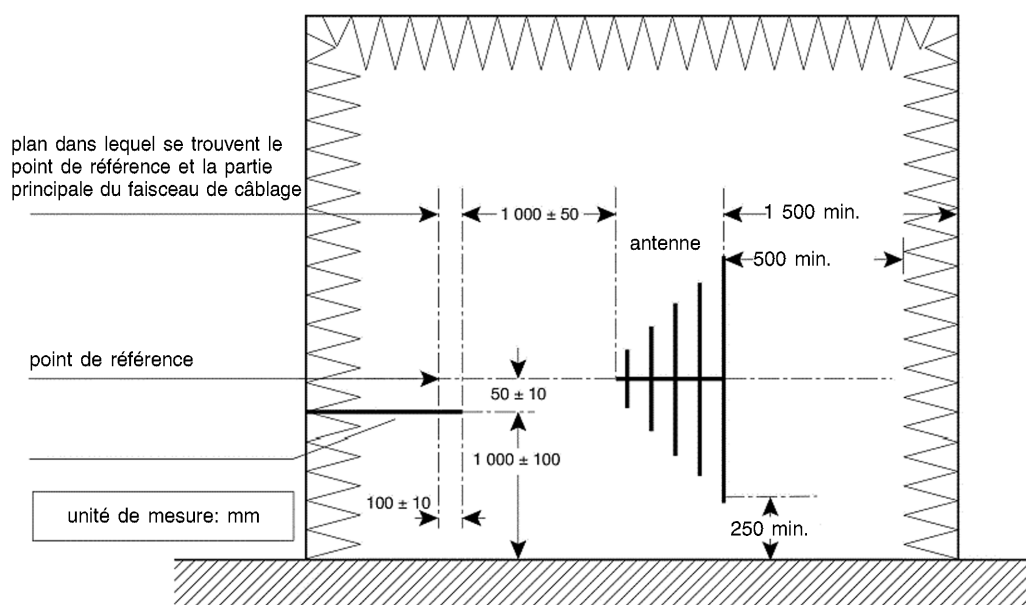 plan dans lequel se trouvent le
point de référence et la partie
principale du faisceau de câblage
1 000 ± 50
1 500 min.
antenne
500 min.
point de référence
50 ± 10
1 000 ± 100
100 ± 10
unité de mesure: mm
250 min.